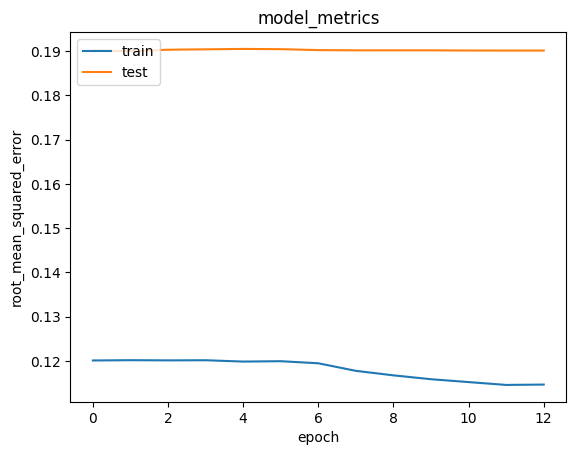 model_metrics
train
test
0.19
0.18
0.17
0.16
0.15
0.14
0.13
0.12
root_mean_squared_error
0 2 4 6 8 10 12
epoch